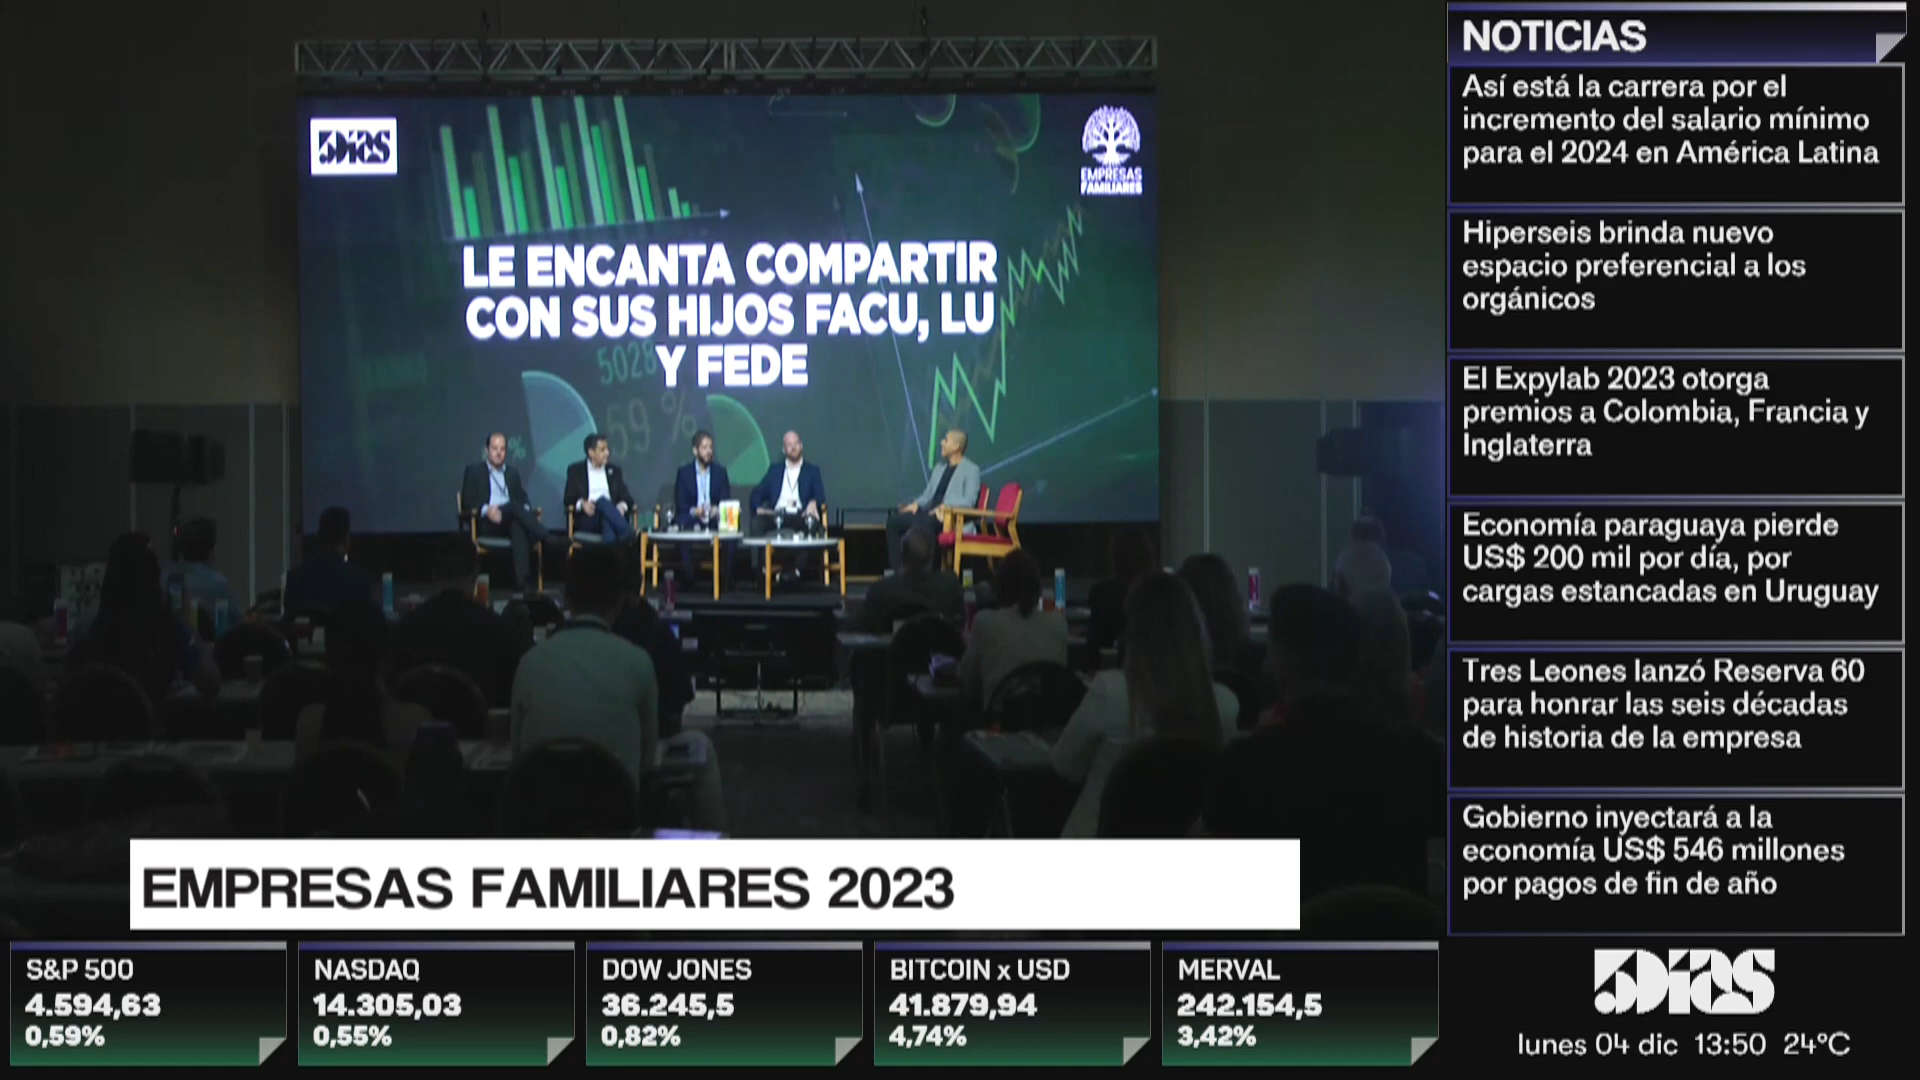 5DÍAS
EMPRESAS
FAMILIARES
LE ENCANTA COMPARTIR
CON SUS HIJOS FACU, LU
Y FEDE
5028
59 %
%
EMPRESAS FAMILIARES 2023
NOTICIAS
Así está la carrera por el
incremento del salario mínimo
para el 2024 en América Latina
Hiperseis brinda nuevo
espacio preferencial a los
orgánicos
El Expylab 2023 otorga
premios a Colombia, Francia y
Inglaterra
Economía paraguaya pierde
US$ 200 mil por día, por
cargas estancadas en Uruguay
Tres Leones lanzó Reserva 60
para honrar las seis décadas
de historia de la empresa
Gobierno inyectará a la
economía US$ 546 millones
por pagos de fin de año
S&P 500
4.594,63
0,59%
NASDAQ
14.305,03
0,55%
DOW JONES
36.245,5
0,82%
BITCOIN x USD
41.879,94
4,74%
MERVAL
242.154,5
3,42%
5DÍAS
lunes 04 dic 13:50 24°C